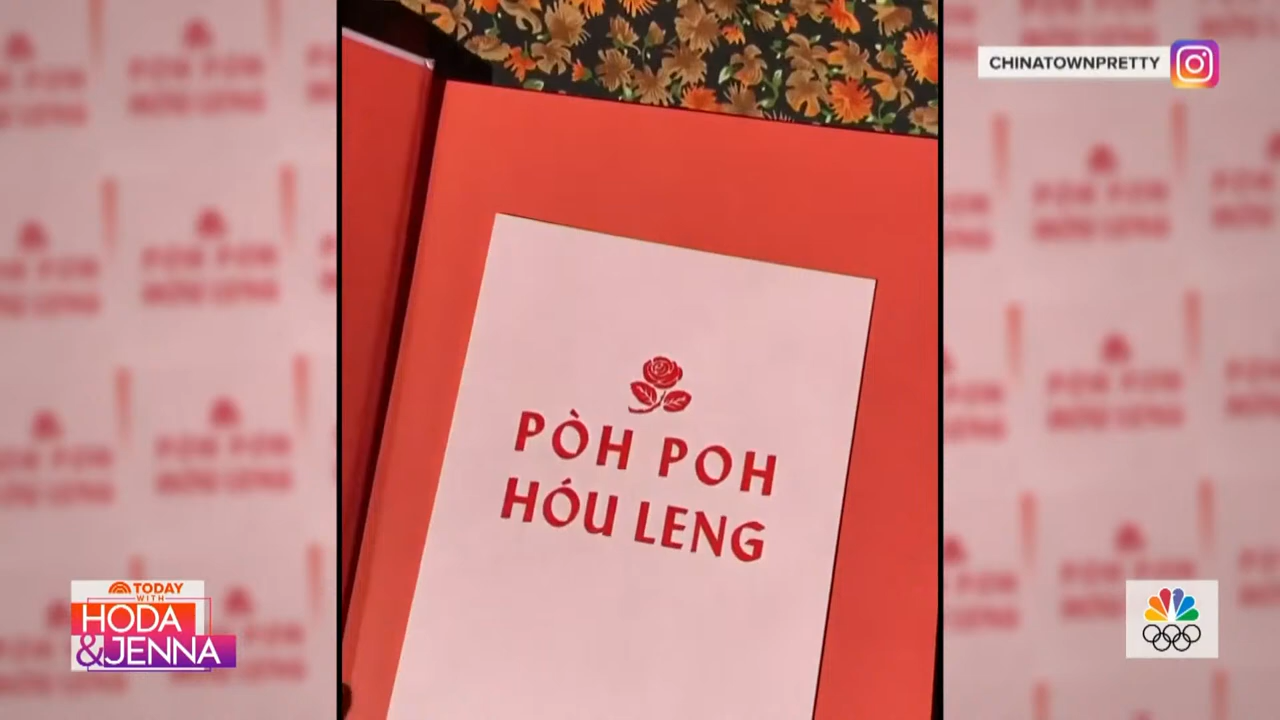 CHINATOWNPRETTY
PÒH POH
HÓU LENG
TODAY
WITH
HODA
&JENNA